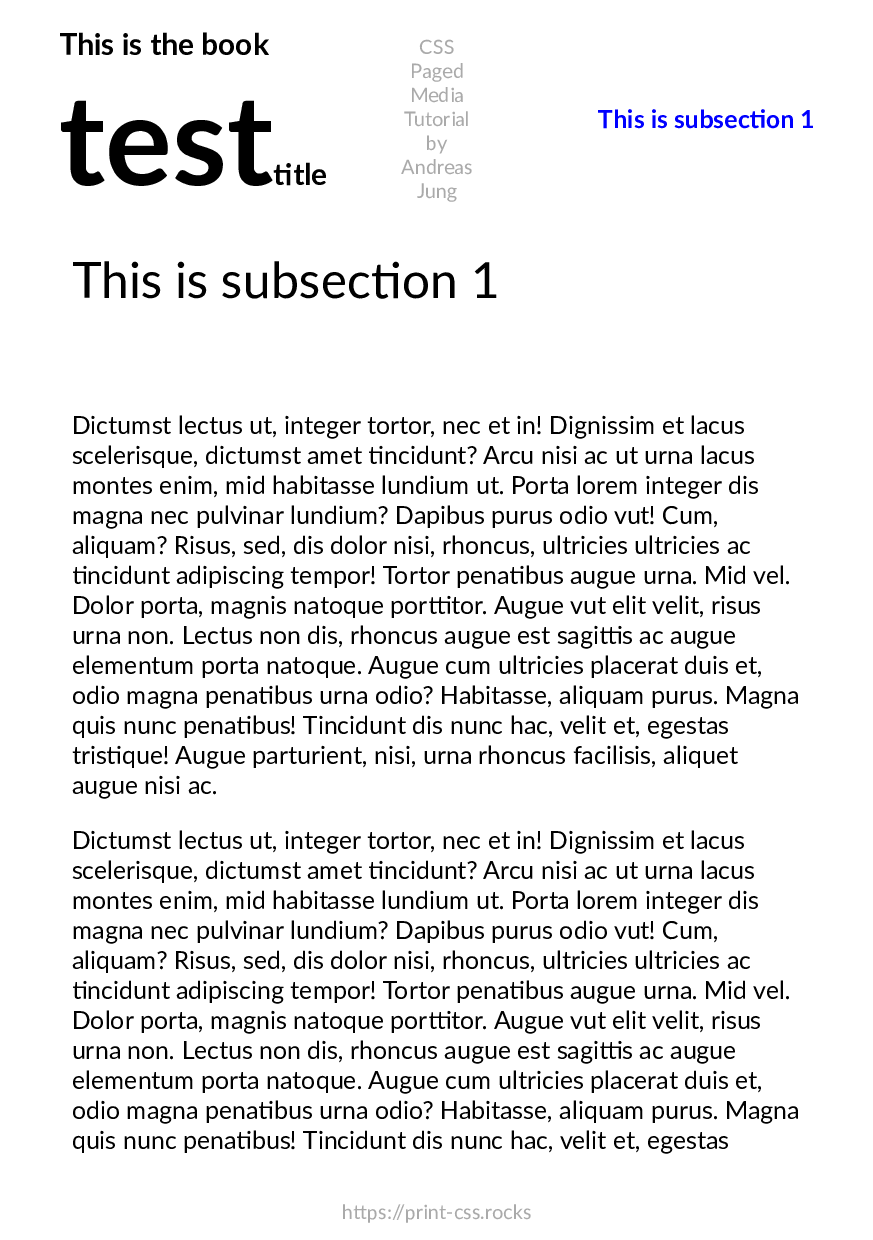 This is the book
testtitle
CSS
Paged
Media
Tutorial
by
Andreas
Jung
This is subsection 1
This is subsection 1
Dictumst lectus ut, integer tortor, nec et in! Dignissim et lacus
scelerisque, dictumst amet tincidunt? Arcu nisi ac ut urna lacus
montes enim, mid habitasse lundium ut. Porta lorem integer dis
magna nec pulvinar lundium? Dapibus purus odio vut! Cum,
aliquam? Risus, sed, dis dolor nisi, rhoncus, ultricies ultricies ac
tincidunt adipiscing tempor! Tortor penatibus augue urna. Mid vel.
Dolor porta, magnis natoque porttitor. Augue vut elit velit, risus
urna non. Lectus non dis, rhoncus augue est sagittis ac augue
elementum porta natoque. Augue cum ultricies placerat duis et,
odio magna penatibus urna odio? Habitasse, aliquam purus. Magna
quis nunc penatibus! Tincidunt dis nunc hac, velit et, egestas
tristique! Augue parturient, nisi, urna rhoncus facilisis, aliquet
augue nisi ac.
Dictumst lectus ut, integer tortor, nec et in! Dignissim et lacus
scelerisque, dictumst amet tincidunt? Arcu nisi ac ut urna lacus
montes enim, mid habitasse lundium ut. Porta lorem integer dis
magna nec pulvinar lundium? Dapibus purus odio vut! Cum,
aliquam? Risus, sed, dis dolor nisi, rhoncus, ultricies ultricies ac
tincidunt adipiscing tempor! Tortor penatibus augue urna. Mid vel.
Dolor porta, magnis natoque porttitor. Augue vut elit velit, risus
urna non. Lectus non dis, rhoncus augue est sagittis ac augue
elementum porta natoque. Augue cum ultricies placerat duis et,
odio magna penatibus urna odio? Habitasse, aliquam purus. Magna
quis nunc penatibus! Tincidunt dis nunc hac, velit et, egestas
https://print-css.rocks